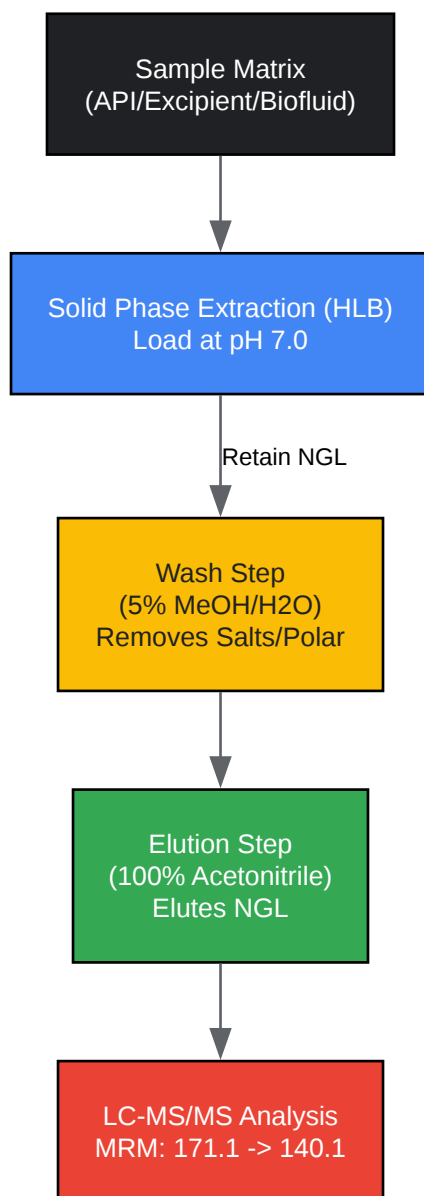 Sample Matrix
(API/Excipient/Biofluid)
Solid Phase Extraction (HLB)
Load at pH 7.0
Retain NGL
Wash Step
(5% MeOH/H2O)
Removes Salts/Polar
Elution Step
(100% Acetonitrile)
Elutes NGL
LC-MS/MS Analysis
MRM: 171.1 -> 140.1